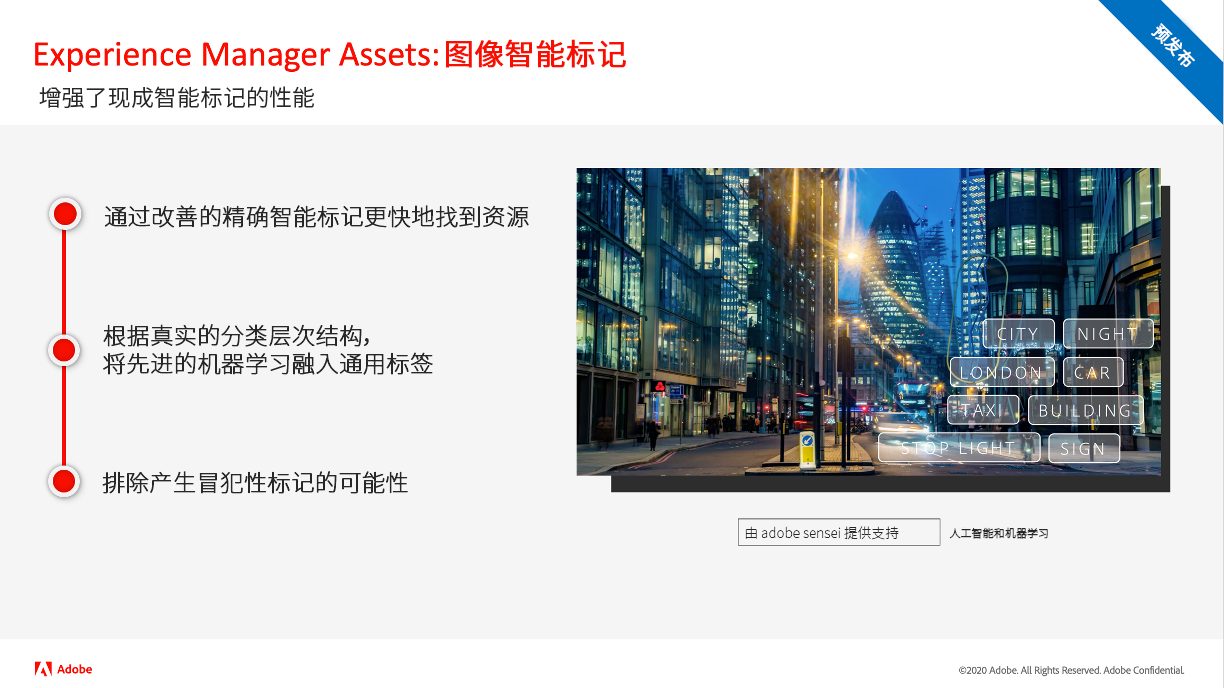 预发布
Experience Manager Assets:图像智能标记
增强了现成智能标记的性能
通过改善的精确智能标记更快地找到资源
根据真实的分类层次结构，
将先进的机器学习融入通用标签
排除产生冒犯性标记的可能性
CITY NIGHT
LONDON CAR
TAXI BUILDING
STOP LIGHT SIGN
由 adobe sensei 提供支持 人工智能和机器学习
Adobe
©2020 Adobe. All Rights Reserved. Adobe Confidential.